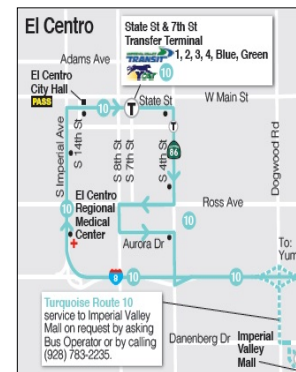 El Centro
State St & 7th St
Transfer Terminal
TRANSIT 1, 2, 3, 4, Blue, Green
10
Adams Ave
El Centro
City Hall
PASS
10
T
State St
W Main St
T
S Imperial Ave
S 14th St
S 8th St
S 7th St
S 4th St
86
Dogwood Rd
El Centro
Regional
Medical
Center
10
Ross Ave
10
Aurora Dr
To:
Yum
8
10
10
Turquoise Route 10
service to Imperial Valley
Mall on request by asking
Bus Operator or by calling
(928) 783-2235.
Danenberg Dr
Imperial
Valley
Mall